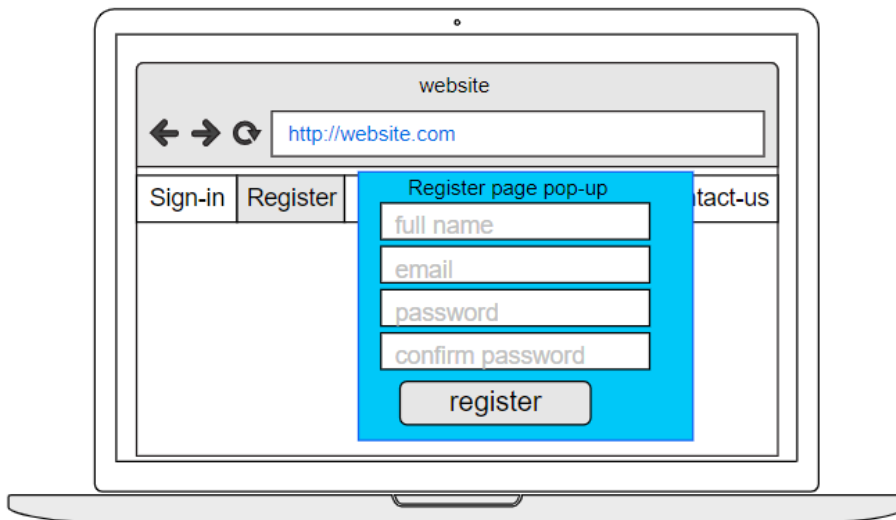 website
http://website.com
Sign-in Register tact-us
Register page pop-up
full name
email
password
confirm password
register